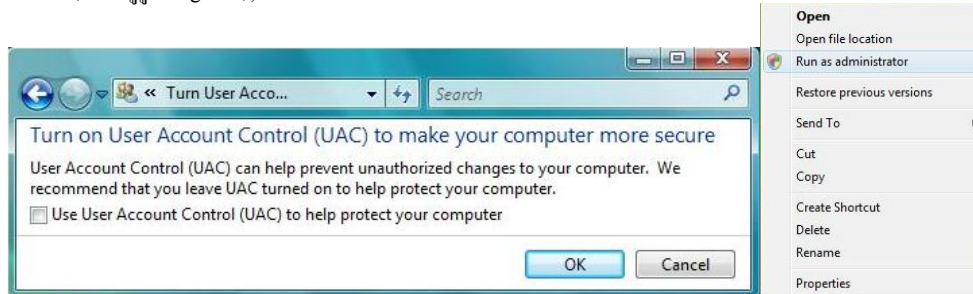 Turn User Acco...
Search
Turn on User Account Control (UAC) to make your computer more secure
User Account Control (UAC) can help prevent unauthorized changes to your computer. We
recommend that you leave UAC turned on to help protect your computer.
Use User Account Control (UAC) to help protect your computer
OK
Cancel
Open
Open file location
Run as administrator
Restore previous versions
Send To
Cut
Copy
Create Shortcut
Delete
Rename
Properties